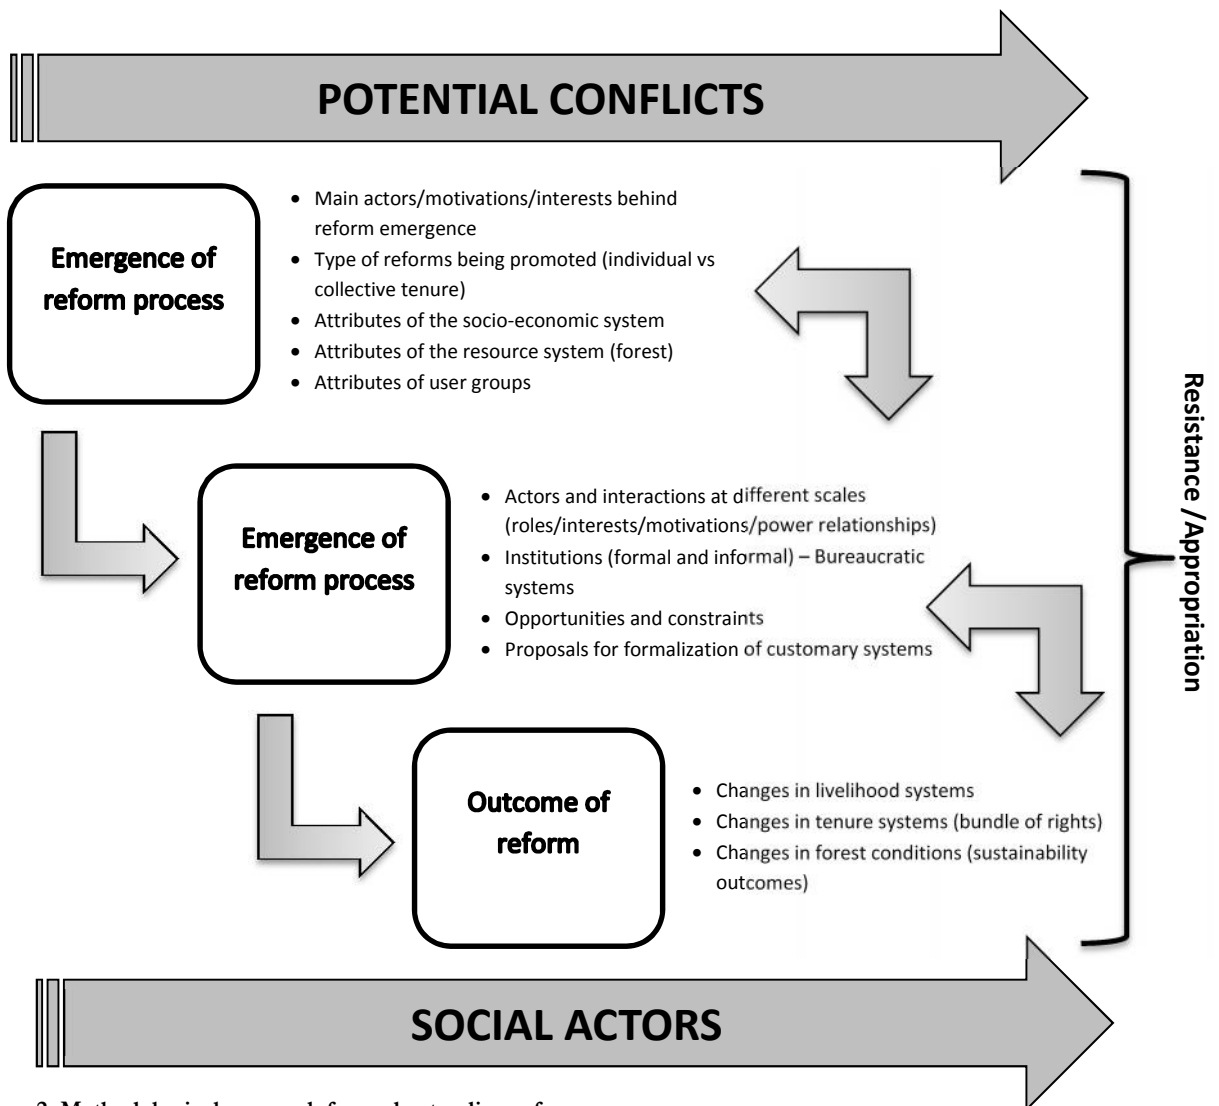 POTENTIAL CONFLICTS
Emergence of
reform process
• Main actors/motivations/interests behind
reform emergence
• Type of reforms being promoted (individual vs
collective tenure)
• Attributes of the socio-economic system
• Attributes of the resource system (forest)
• Attributes of user groups
Emergence of
reform process
• Actors and interactions at different scales
(roles/interests/motivations/power relationships)
• Institutions (formal and informal) – Bureaucratic
systems
• Opportunities and constraints
• Proposals for formalization of customary systems
Outcome of
reform
• Changes in livelihood systems
• Changes in tenure systems (bundle of rights)
• Changes in forest conditions (sustainability
outcomes)
Resistance /Appropriation
SOCIAL ACTORS